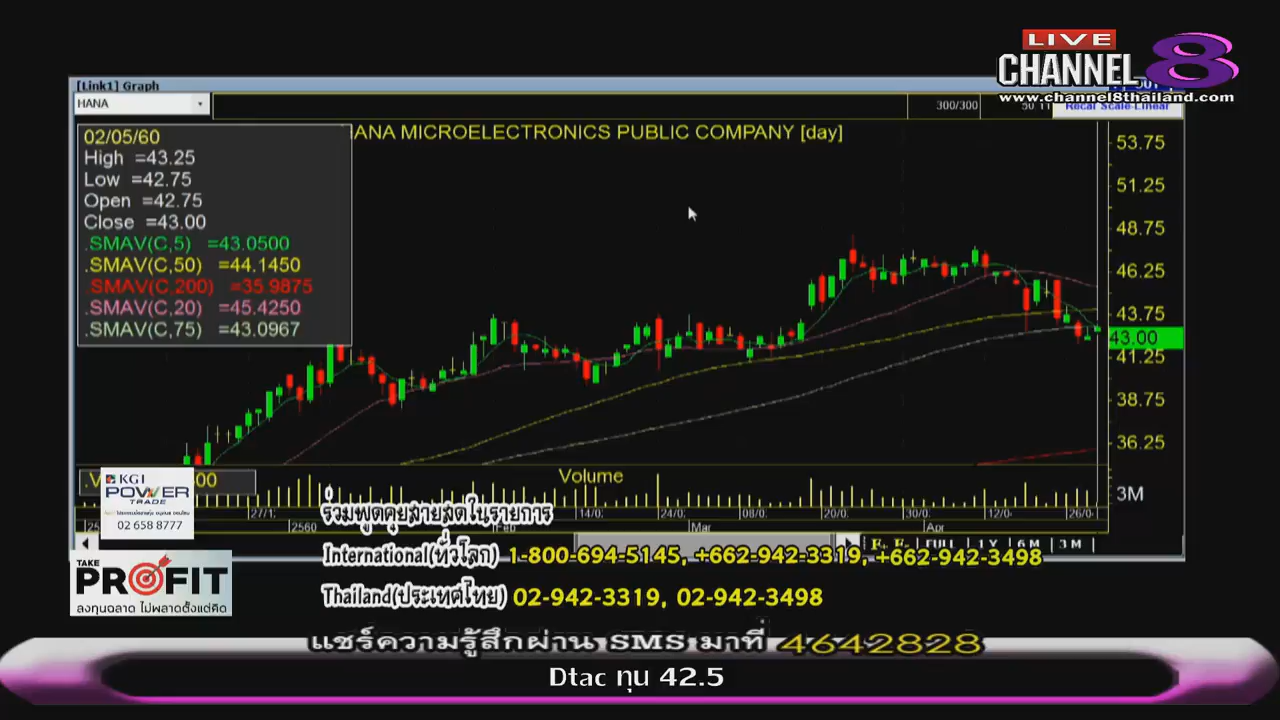 LIVE
CHANNEL 8
www.channel8thailand.com
[Link1] Graph
HANA
300/300
Recal Scale-Linear
HANA MICROELECTRONICS PUBLIC COMPANY [day]
02/05/60
High =43.25
Low =42.75
Open =42.75
Close =43.00
.SMAV(C,5) =43.0500
.SMAV(C,50) =44.1450
.SMAV(C,200) =35.9875
.SMAV(C,20) =45.4250
.SMAV(C,75) =43.0967
53.75
51.25
48.75
46.25
43.75
43.00
41.25
38.75
36.25
Volume
3M
27/1
14/0
24/0
08/0
20/0
30/0
12/0
26/0
2560
Feb
Mar
Apr
FULL 1Y 6M 3M
KGI
POWER
TRADE
02 658 8777
TAKE
PROFIT
ลงทุนฉลาด ไม่พลาดตั้งแต่คิด
ร่วมพูดคุยสายสดในรายการ
International(ทั่วโลก) 1-800-694-5145, +662-942-3319, +662-942-3498
Thailand(ประเทศไทย) 02-942-3319, 02-942-3498
แชร์ความรู้สึกผ่าน SMS มาที่ 4642828
Dtac ทุน 42.5